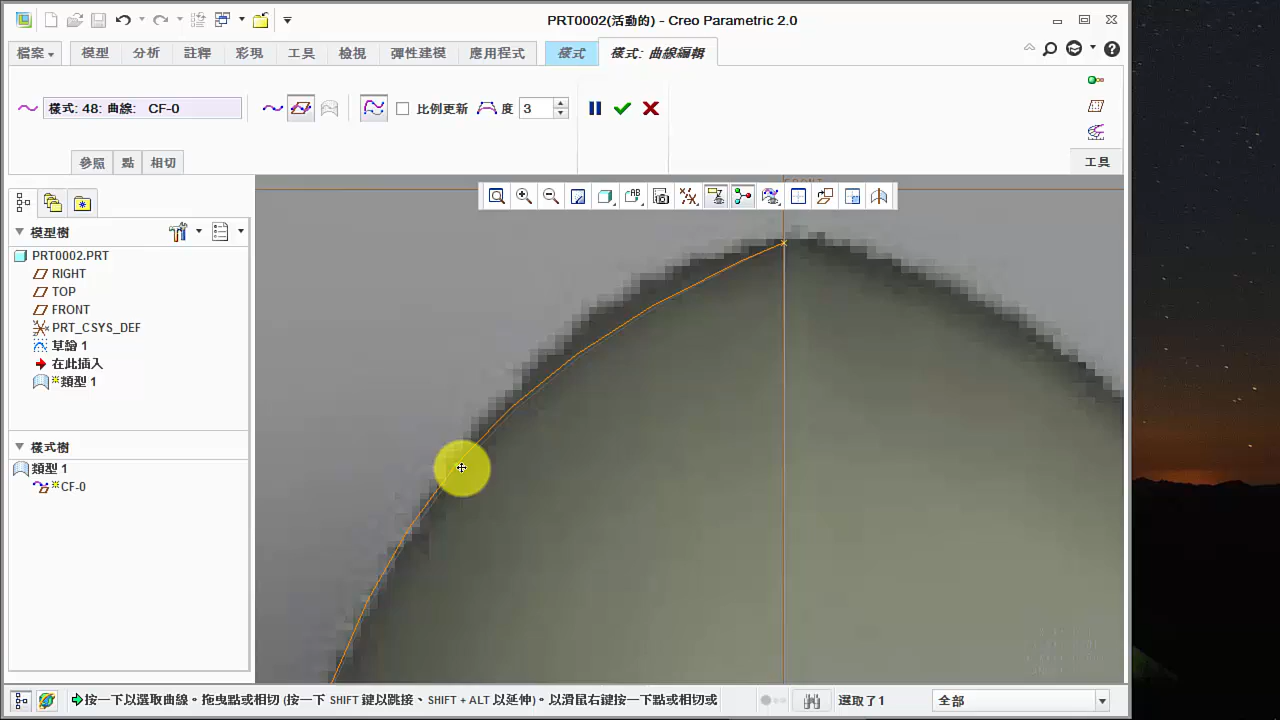 PRT0002(活動的) - Creo Parametric 2.0
檔案 模型 分析 註釋 彩現 工具 檢視 彈性建模 應用程式 樣式 樣式: 曲線編輯
樣式: 48: 曲線: CF-0 比例更新 度 3
參照 點 相切 工具
FRONT
模型樹
PRT0002.PRT
RIGHT
TOP
FRONT
PRT_CSYS_DEF
草繪 1
在此插入
類型 1
樣式樹
類型 1
CF-0
按一下以選取曲線。拖曳點或相切 (按一下 SHIFT 鍵以跳接、SHIFT + ALT 以延伸)。以滑鼠右鍵按一下點或相切或
選取了1
全部